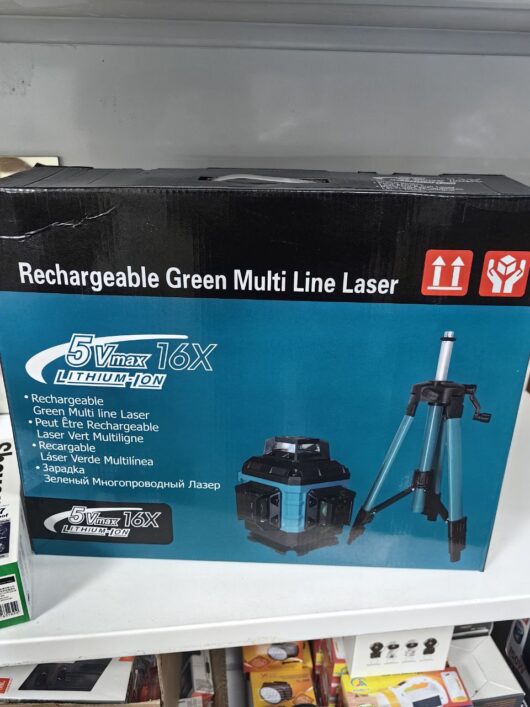 Rechargeable Green Multi Line Laser
5Vmax 16X
LITHIUM-ION
• Rechargeable
Green Multi line Laser
• Peut Être Rechargeable
Laser Vert Multiligne
• Recargable
Láser Verde Multilínea
• Зарадка
Зеленый Многопроводный Лазер
5Vmax 16X
LITHIUM-ION